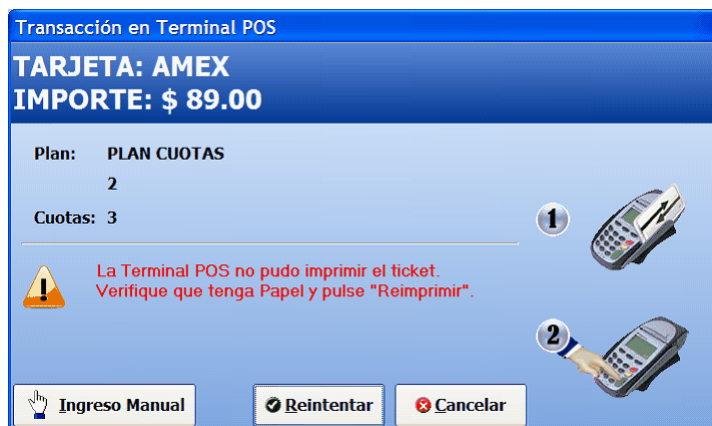 Transacción en Terminal POS
TARJETA: AMEX
IMPORTE: $ 89.00
Plan: PLAN CUOTAS
2
Cuotas: 3
1
La Terminal POS no pudo imprimir el ticket.
Verifique que tenga Papel y pulse "Reimprimir".
2
Ingreso Manual
Reintentar
Cancelar